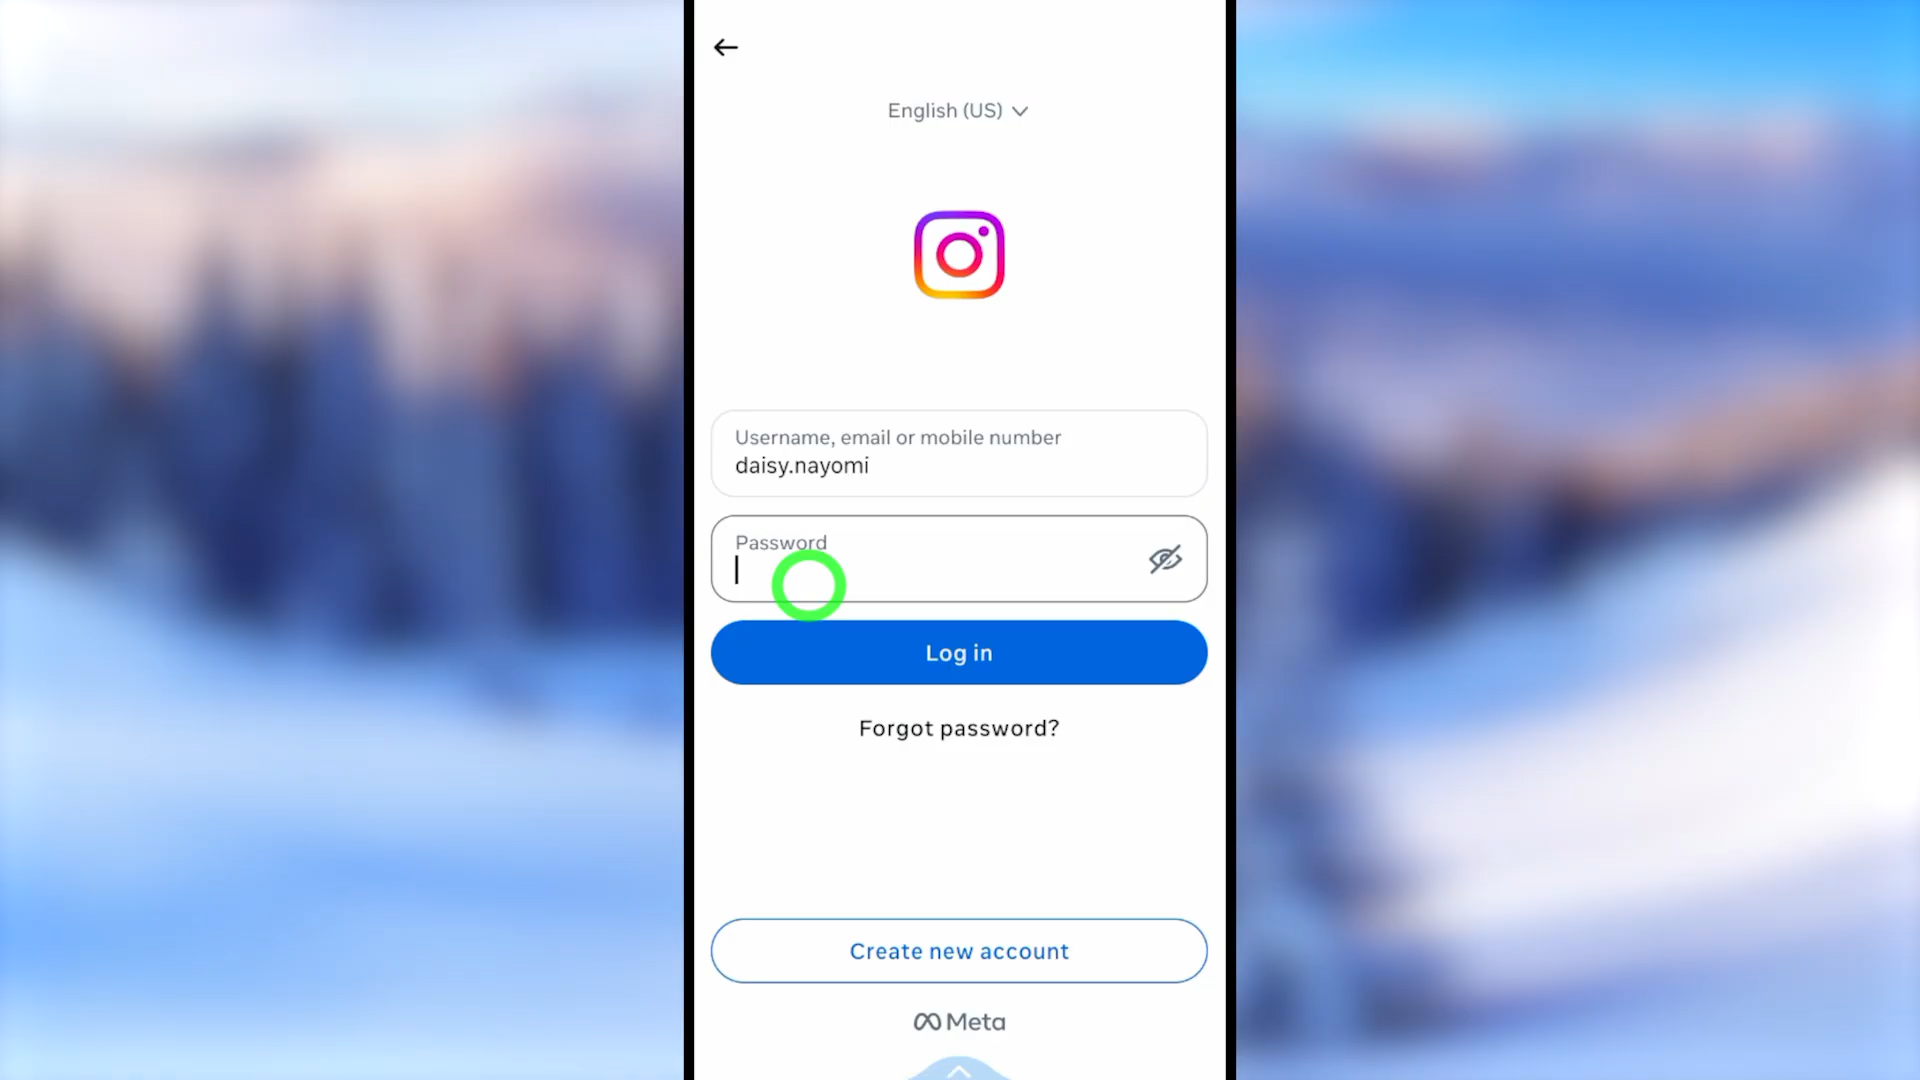 English (US)
Username, email or mobile number
daisy.nayomi
Password
Log in
Forgot password?
Create new account
Meta